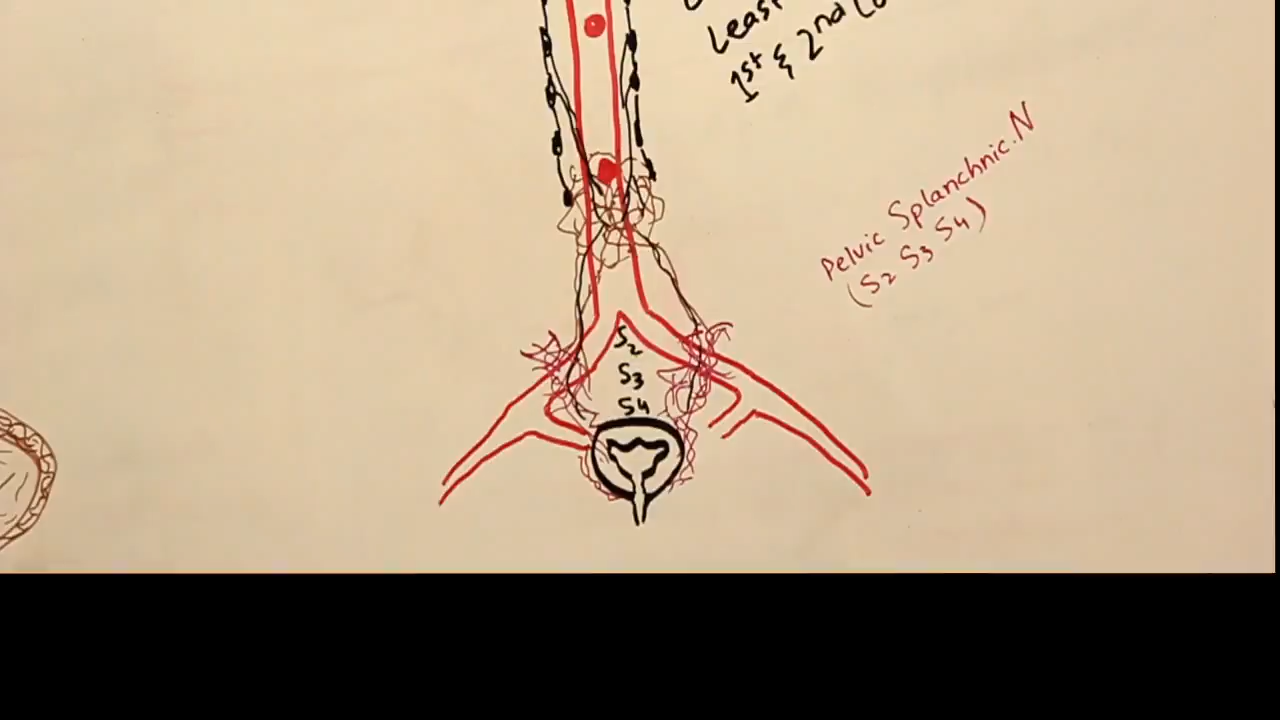 Least
1st & 2nd
Pelvic Splanchnic.N
(S2 S3 S4)
S2
S3
S4